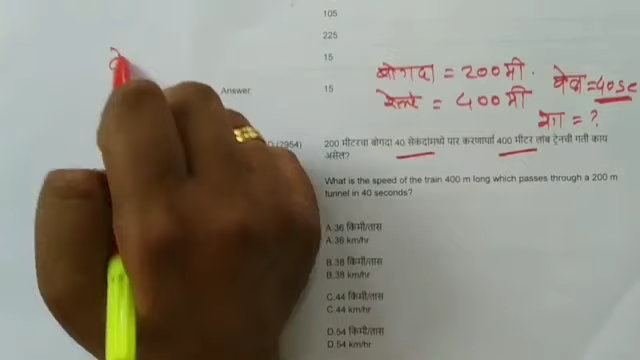 105
225
15
Answer: 15
बोगदा = 200मी.
रेल्वे = 400मी
वेळ = 40se
वेग = ?
(2954) 200 मीटरचा बोगदा 40 सेकंदामध्ये पार करणारी 400 मीटर लांब ट्रेनची गती काय
असेल?
What is the speed of the train 400 m long which passes through a 200 m
tunnel in 40 seconds?
A.36 किमी/तास
A.36 km/hr
B.38 किमी/तास
B.38 km/hr
C.44 किमी/तास
C.44 km/hr
D.54 किमी/तास
D.54 km/hr